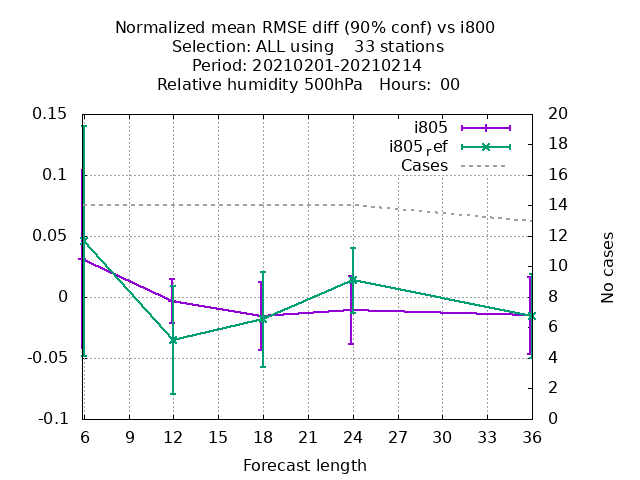 Normalized mean RMSE diff (90% conf) vs i800
Selection: ALL using    33 stations
Period: 20210201-20210214
Relative humidity 500hPa   Hours:  00
0.15
0.1
0.05
0
-0.05
-0.1
20
18
16
14
12
10
8
6
4
2
0
i805
i805ref
Cases
No cases
6 9 12 15 18 21 24 27 30 33 36
Forecast length